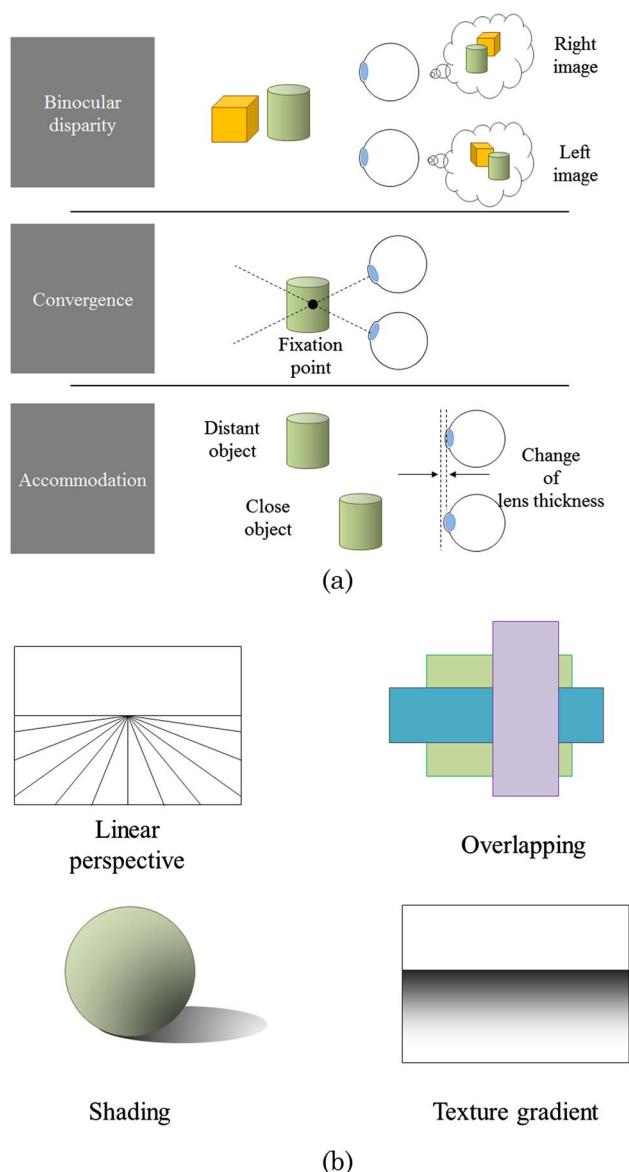 Binocular
disparity
Right
image
Left
image
Convergence
Fixation
point
Accommodation
Distant
object
Close
object
Change
of
lens thickness
(a)
Linear
perspective
Overlapping
Shading
Texture gradient
(b)